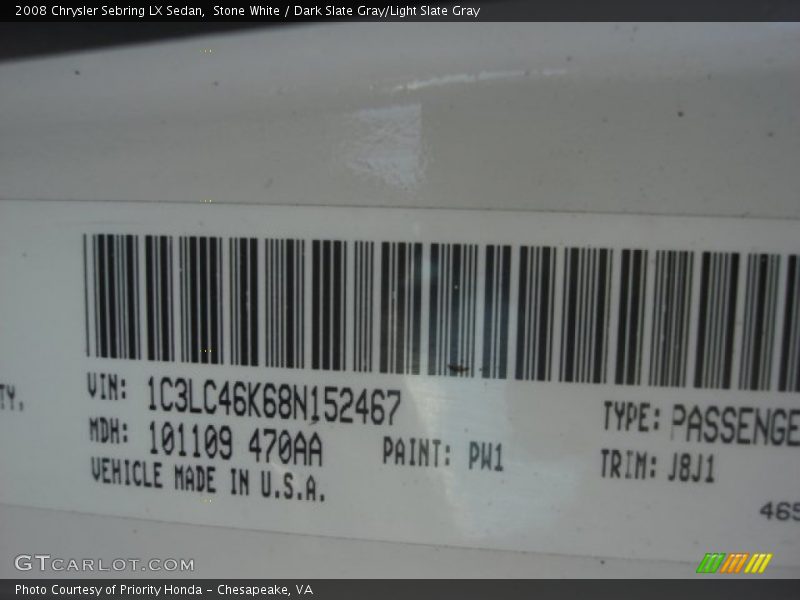 2008 Chrysler Sebring LX Sedan, Stone White / Dark Slate Gray/Light Slate Gray
TY,
VIN: 1C3LC46K68N152467
TYPE: PASSENGE
MDH: 101109 470AA
PAINT: PW1
TRIM: J8J1
VEHICLE MADE IN U.S.A.
465
GTCARLOT.COM
Photo Courtesy of Priority Honda - Chesapeake, VA